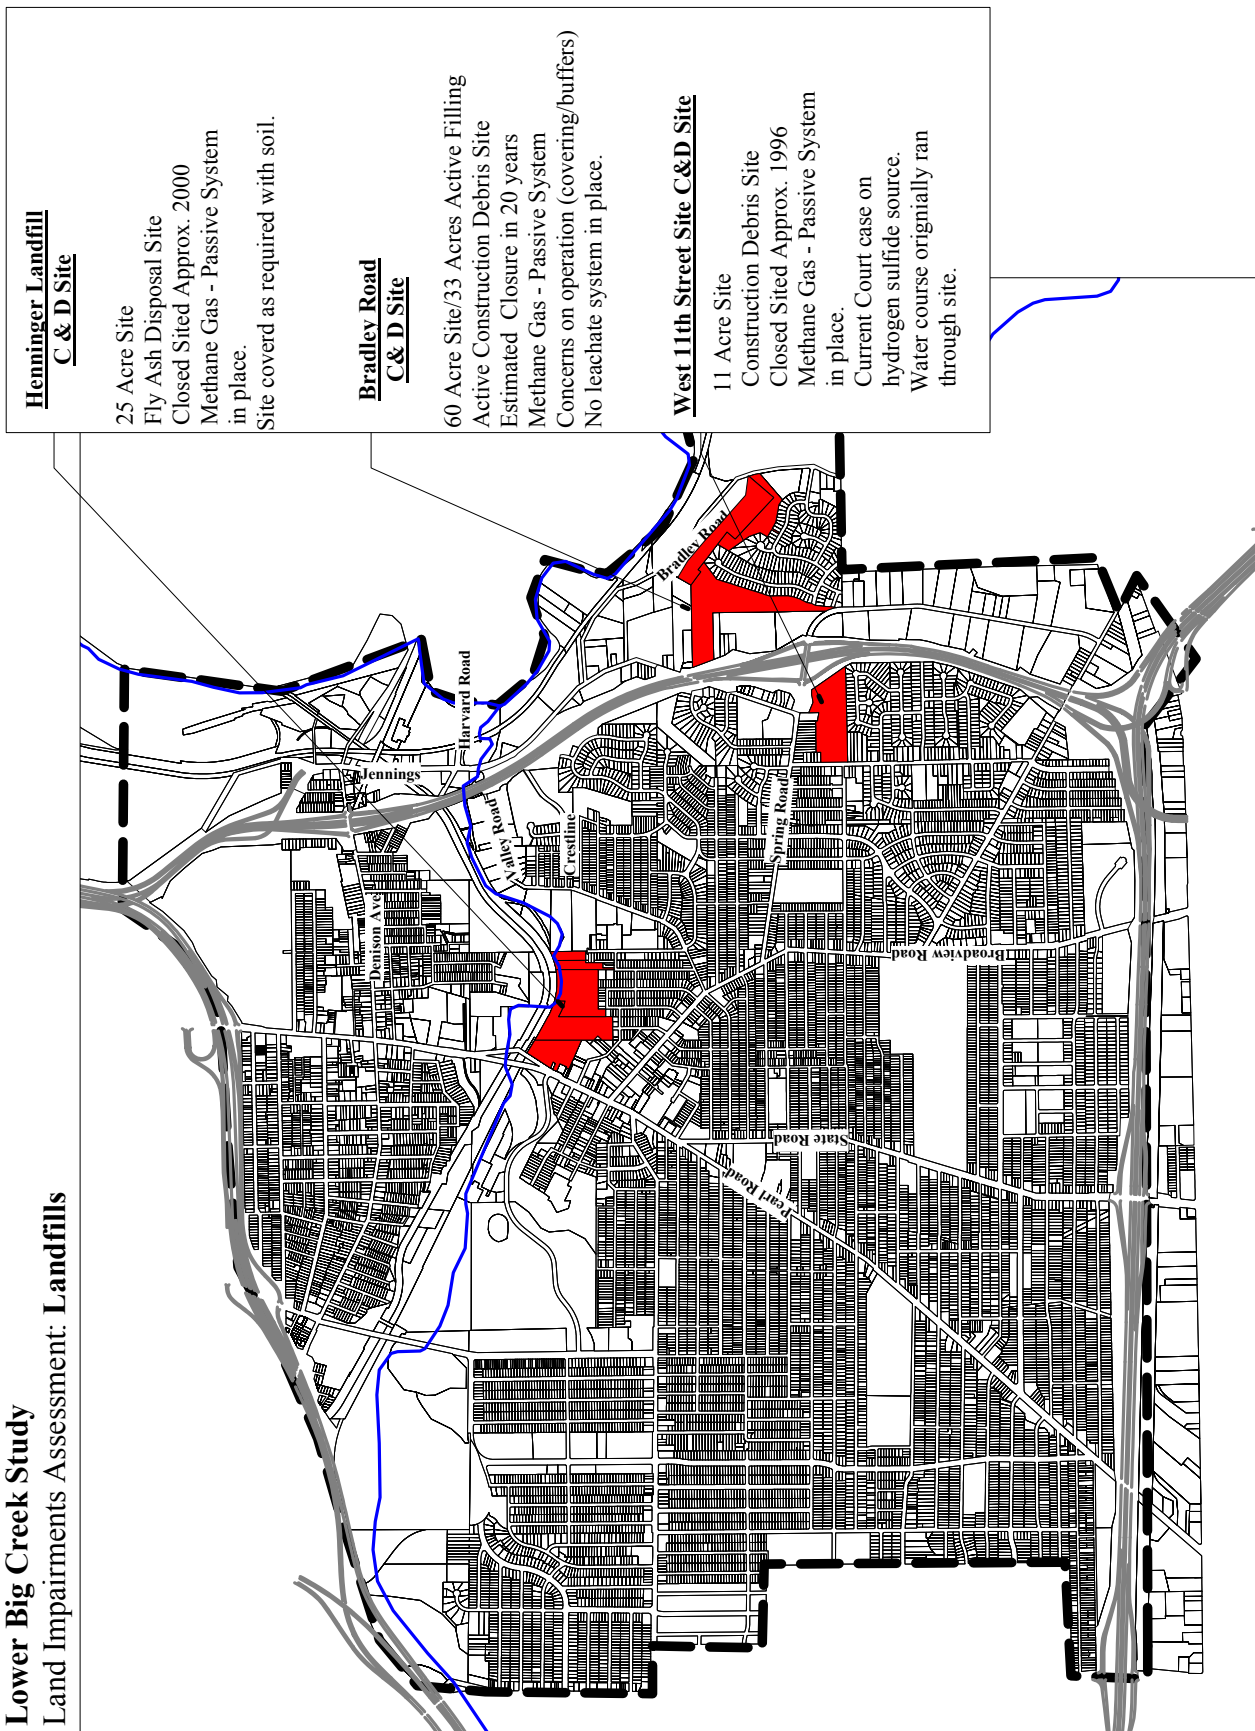 Lower Big Creek Study
Land Impairments Assessment: Landfills
Henninger Landfill
C & D Site
25 Acre Site
Fly Ash Disposal Site
Closed Sited Approx. 2000
Methane Gas - Passive System
in place.
Site coverd as required with soil.
Bradley Road
C& D Site
60 Acre Site/33 Acres Active Filling
Active Construction Debris Site
Estimated Closure in 20 years
Methane Gas - Passive System
Concerns on operation (covering/buffers)
No leachate system in place.
West 11th Street Site C&D Site
11 Acre Site
Construction Debris Site
Closed Sited Approx. 1996
Methane Gas - Passive System
in place.
Current Court case on
hydrogen sulfide source.
Water course orignially ran
through site.
Harvard Road
Jennings
Denison Ave
Valley Road
Crestline
Bradley Road
Spring Road
Broadview Road
State Road
Pearl Road